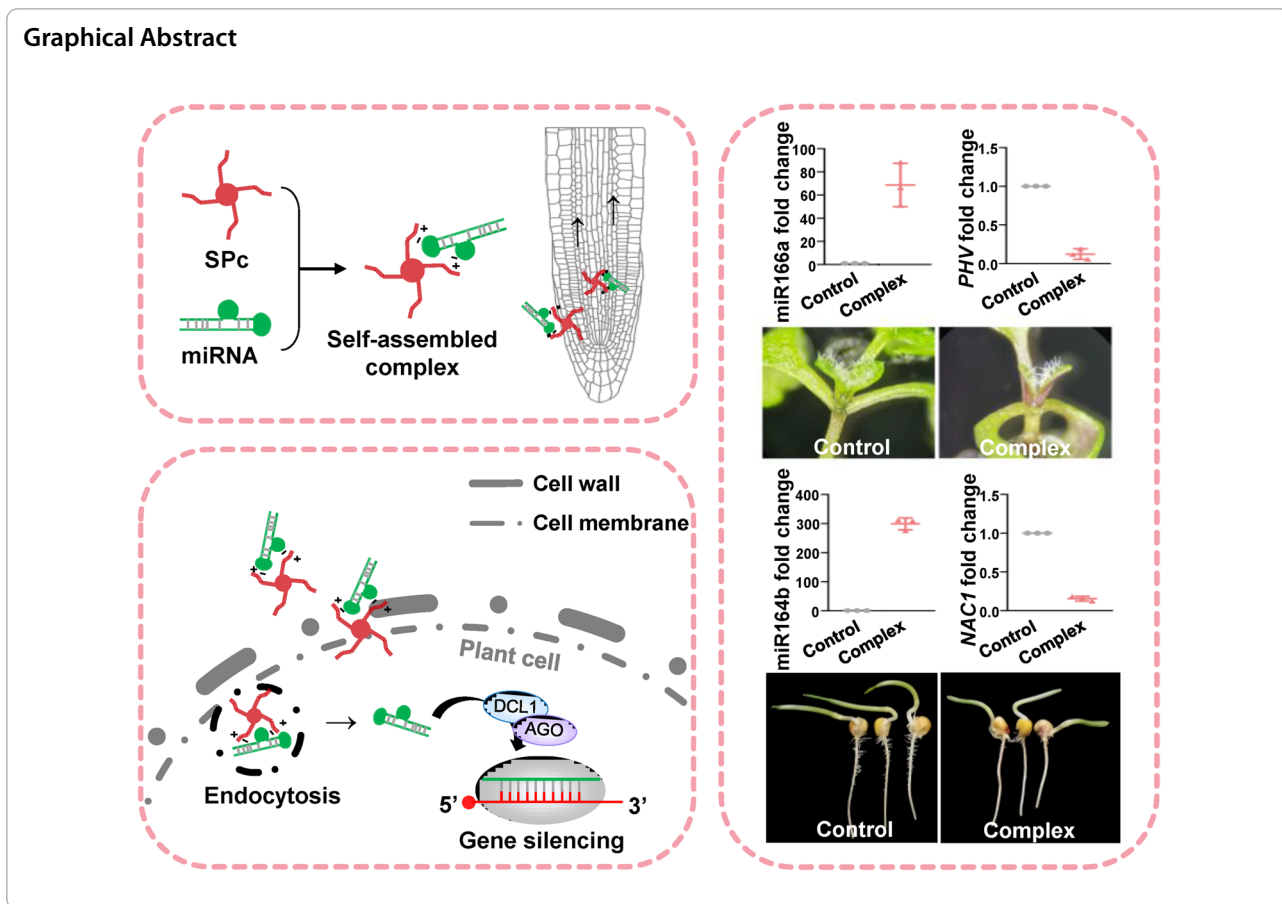 Graphical Abstract
SPc
miRNA
Self-assembled
complex
+
-
+
-
Cell wall
Cell membrane
Plant cell
Endocytosis
DCL1
AGO
5’
3’
Gene silencing
miR166a fold change
100
80
60
40
20
0
Control
Complex
PHV fold change
1.5
1.0
0.5
0.0
Control
Complex
Control
Complex
miR164b fold change
400
300
200
100
0
Control
Complex
NAC1 fold change
1.5
1.0
0.5
0.0
Control
Complex
Control
Complex